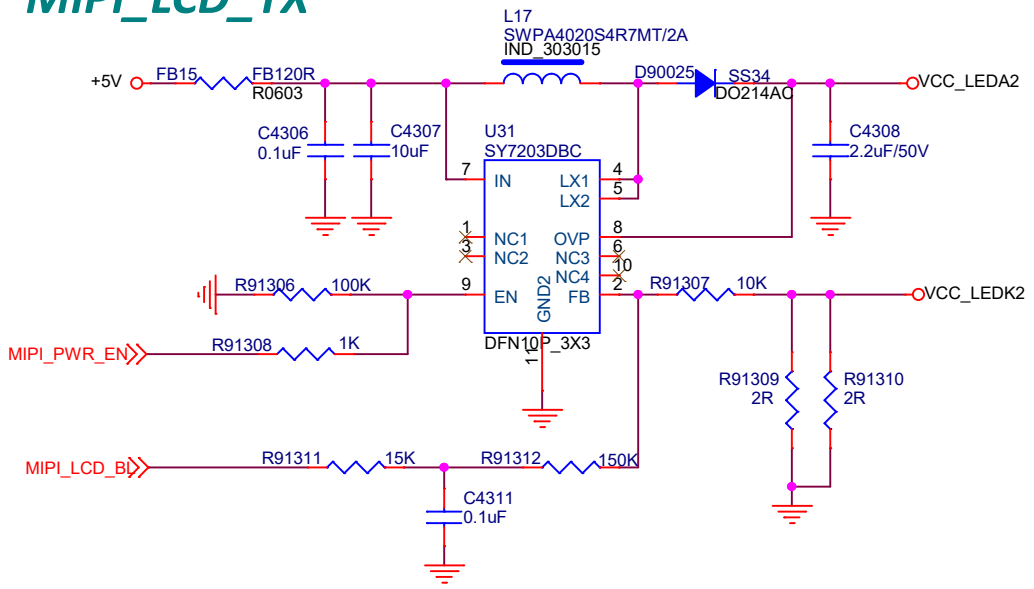 MIPI_LCD_TX
L17
SWPA4020S4R7MT/2A
IND_303015
+5V
FB15
FB120R
R0603
D90025
SS34
DO214AC
VCC_LEDA2
C4306
0.1uF
C4307
10uF
U31
SY7203DBC
C4308
2.2uF/50V
7
IN
LX1
4
LX2
5
1
NC1
OVP
8
3
NC2
NC3
6
NC4
10
R91306
100K
9
EN
GND2
FB
2
R91307
10K
VCC_LEDK2
MIPI_PWR_EN
R91308
1K
DFN10P_3X3
11
R91309
2R
R91310
2R
MIPI_LCD_BL
R91311
15K
R91312
150K
C4311
0.1uF